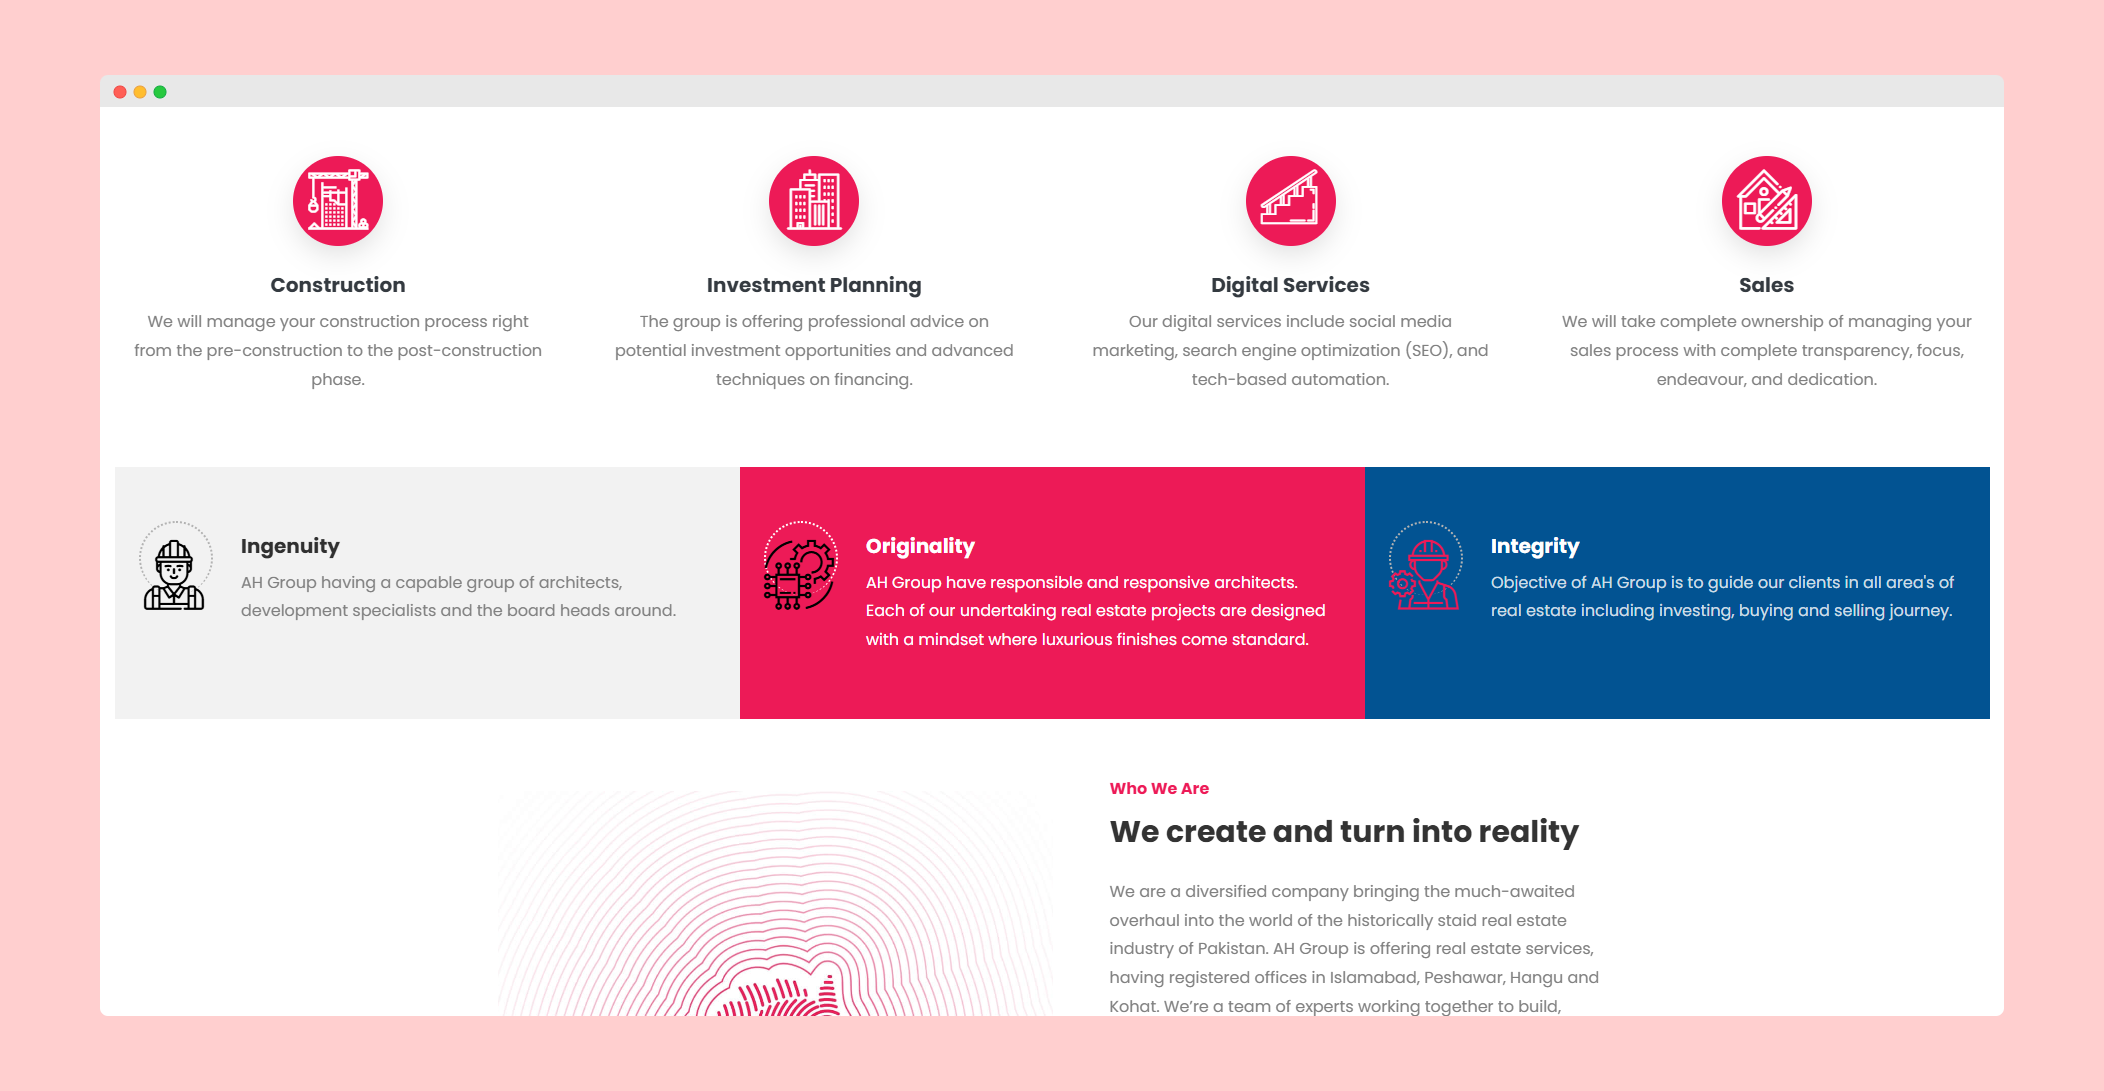 Construction
We will manage your construction process right
from the pre-construction to the post-construction
phase.
Investment Planning
The group is offering professional advice on
potential investment opportunities and advanced
techniques on financing.
Digital Services
Our digital services include social media
marketing, search engine optimization (SEO), and
tech-based automation.
Sales
We will take complete ownership of managing your
sales process with complete transparency, focus,
endeavour, and dedication.
Ingenuity
AH Group having a capable group of architects,
development specialists and the board heads around.
Originality
AH Group have responsible and responsive architects.
Each of our undertaking real estate projects are designed
with a mindset where luxurious finishes come standard.
Integrity
Objective of AH Group is to guide our clients in all area's of
real estate including investing, buying and selling journey.
Who We Are
We create and turn into reality
We are a diversified company bringing the much-awaited
overhaul into the world of the historically staid real estate
industry of Pakistan. AH Group is offering real estate services,
having registered offices in Islamabad, Peshawar, Hangu and
Kohat. We’re a team of experts working together to build,